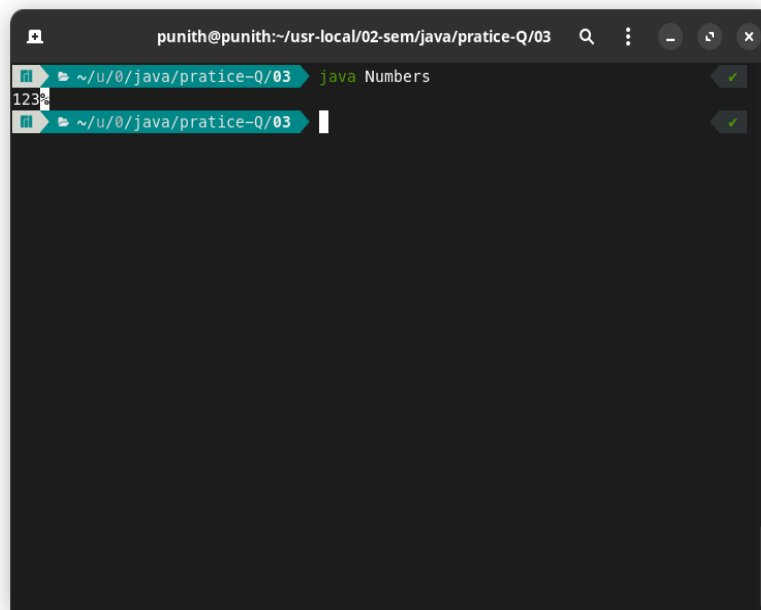 punith@punith:~/usr-local/02-sem/java/pratice-Q/03
~/u/0/java/pratice-Q/03 java Numbers ✔
123%
~/u/0/java/pratice-Q/03 ✔